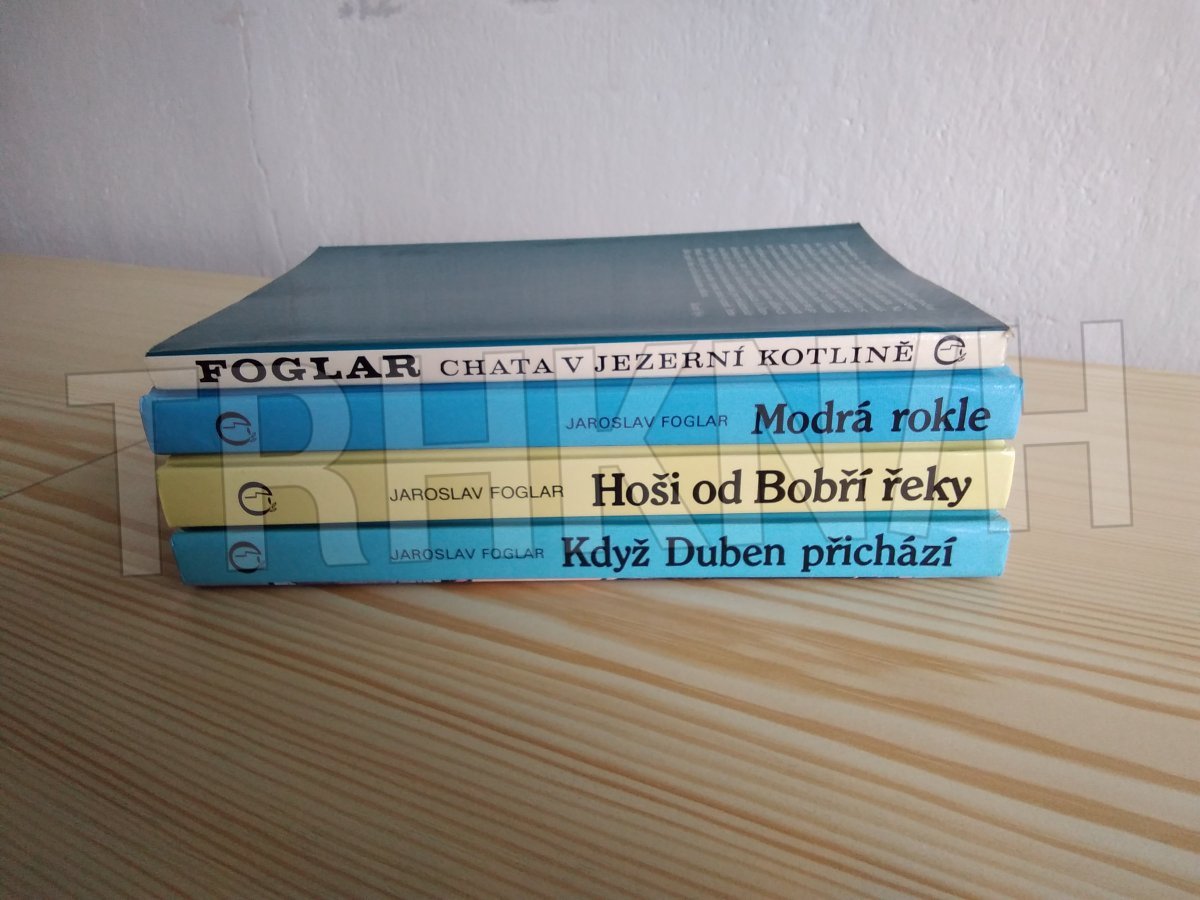 FOGLAR CHATA V JEZERNÍ KOTLINĚ
JAROSLAV FOGLAR Modrá rokle
JAROSLAV FOGLAR Hoši od Bobří řeky
JAROSLAV FOGLAR Když Duben přichází
TRHKNIH